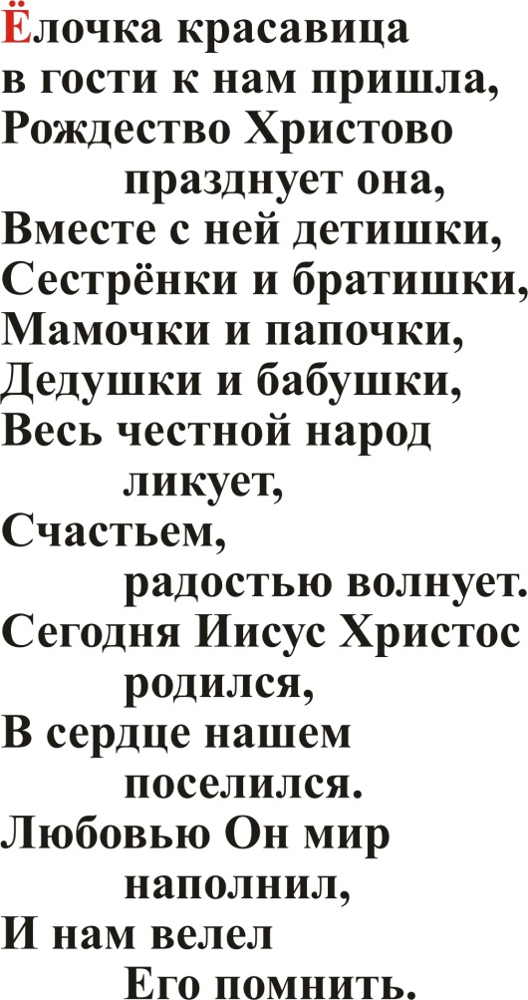 Ёлочка красавица
в гости к нам пришла,
Рождество Христово
празднует она,
Вместе с ней детишки,
Сестрёнки и братишки,
Мамочки и папочки,
Дедушки и бабушки,
Весь честной народ
ликует,
Счастьем,
радостью волнует.
Сегодня Иисус Христос
родился,
В сердце нашем
поселился.
Любовью Он мир
наполнил,
И нам велел
Его помнить.